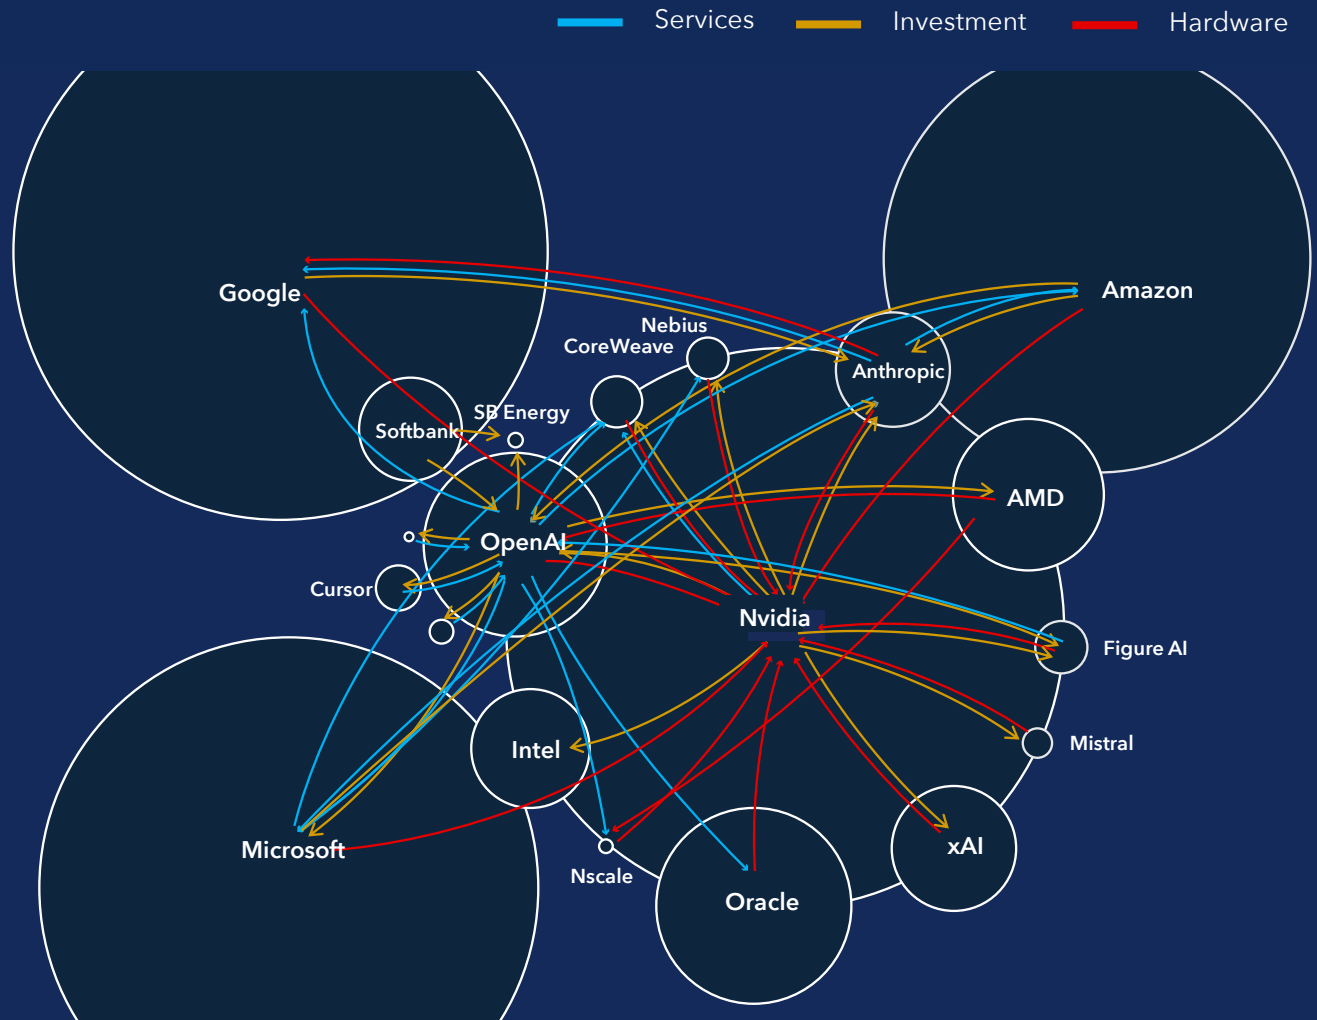 Services
Investment
Hardware
Google
Amazon
Nebius
CoreWeave
Anthropic
SB Energy
Softbank
AMD
OpenAI
Cursor
Nvidia
Figure AI
Mistral
Intel
Microsoft
xAI
Nscale
Oracle